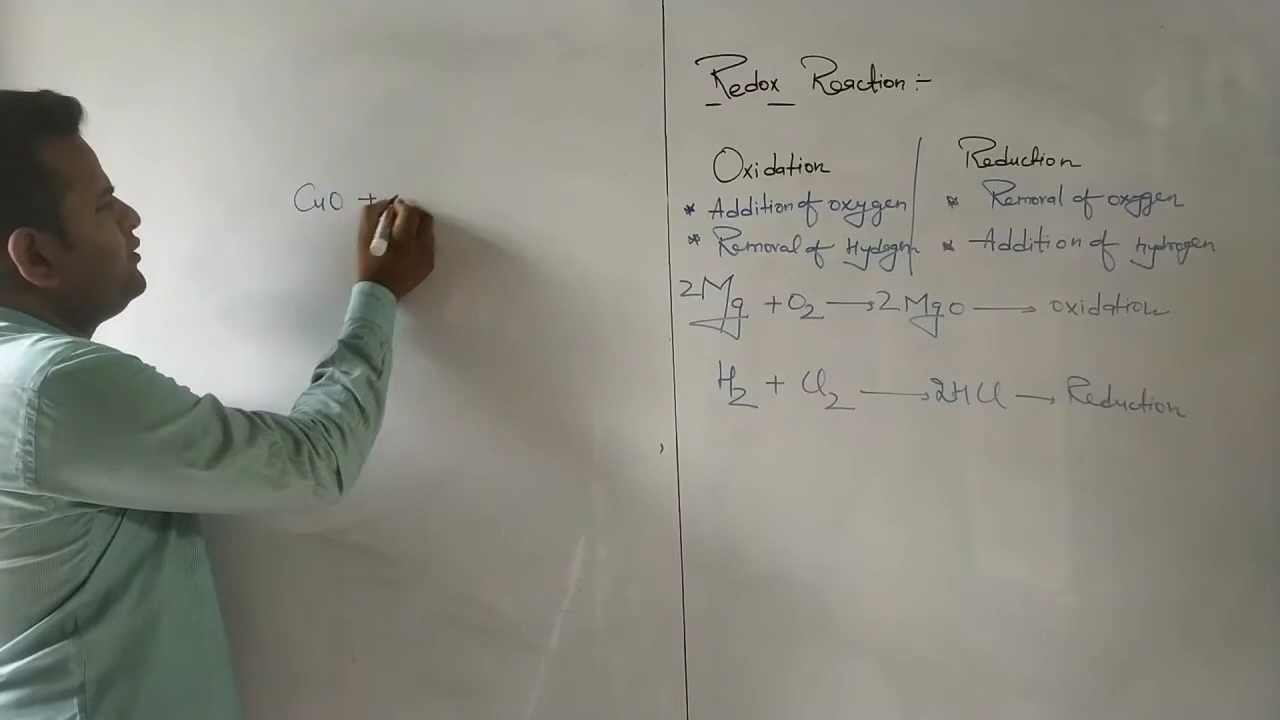 CuO +
Redox Reaction :-
Oxidation
Reduction
* Addition of oxygen
* Removal of oxygen
* Removal of Hydogn
* Addition of Hydrogen
2Mg + O2 → 2MgO → oxidation
H2 + Cl2 → 2HCl → Reduction